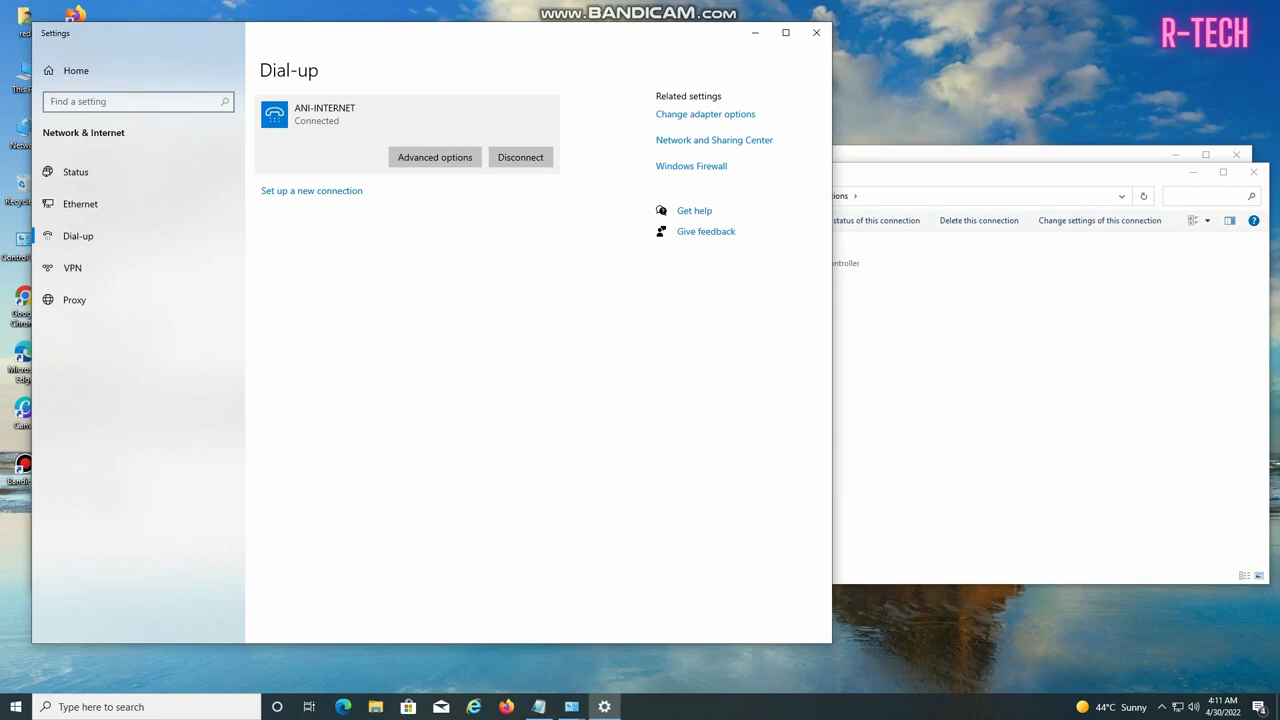 www.BANDICAM.com
R-TECH
Settings
Home
Find a setting
Network & Internet
Status
Ethernet
Dial-up
VPN
Proxy
Dial-up
ANI-INTERNET
Connected
Advanced options
Disconnect
Set up a new connection
Related settings
Change adapter options
Network and Sharing Center
Windows Firewall
Get help
Give feedback
status of this connection
Delete this connection
Change settings of this connection
Type here to search
44°C Sunny
4:11 AM
4/30/2022